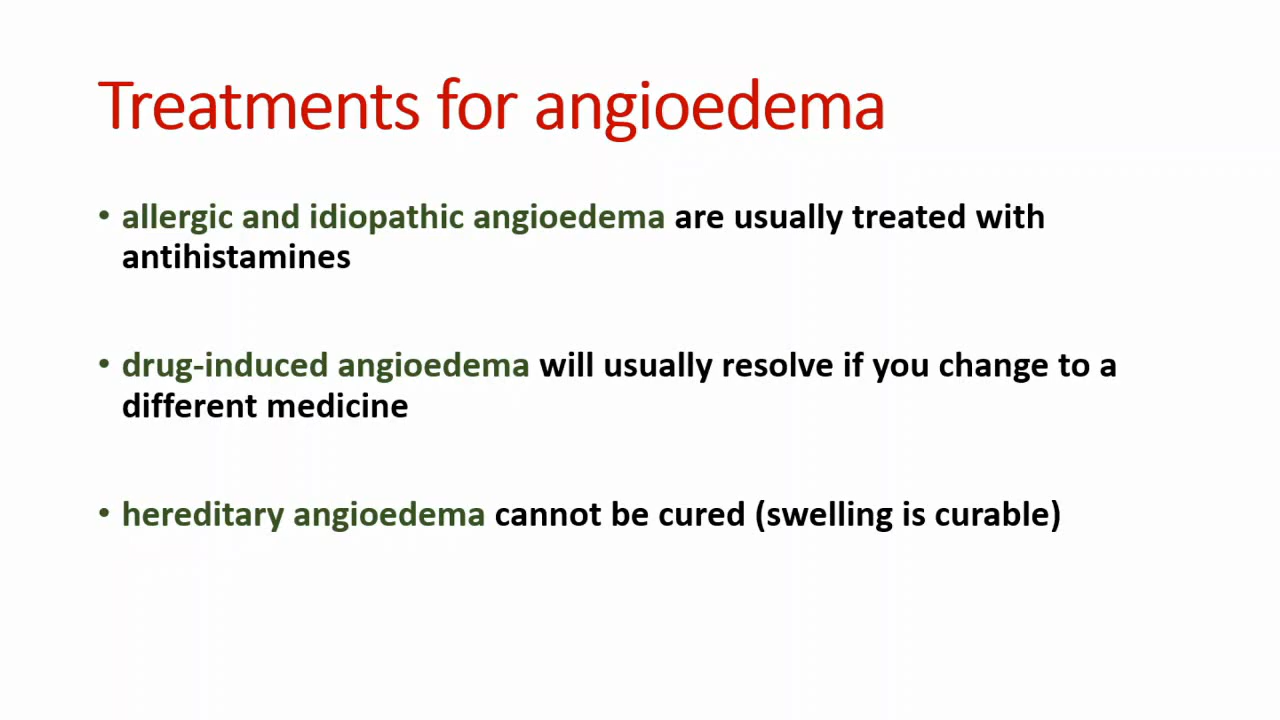 Treatments for angioedema
• allergic and idiopathic angioedema are usually treated with
antihistamines
• drug-induced angioedema will usually resolve if you change to a
different medicine
• hereditary angioedema cannot be cured (swelling is curable)